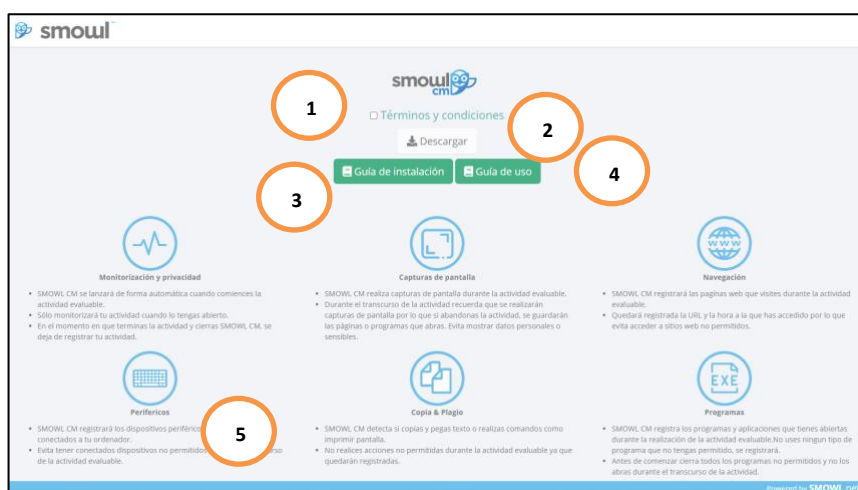 smowl
smowl
cm
1
Términos y condiciones
2
Descargar
Guía de instalación
Guía de uso
4
3
Monitorización y privacidad
SMOWL CM se lanzará de forma automática cuando comiences la
actividad evaluable.
Sólo monitorizará tu actividad cuando lo tengas abierto.
En el momento en que terminas la actividad y cierras SMOWL CM, se
deja de registrar tu actividad.
Capturas de pantalla
SMOWL CM realiza capturas de pantalla durante la actividad evaluable.
Durante el transcurso de la actividad recuerda que se realizarán
capturas de pantalla por lo que si abandonas la actividad, se guardarán
las páginas o programas que abras. Evita mostrar datos personales o
sensibles.
www
Navegación
SMOWL CM registrará las paginas web que visites durante la actividad
evaluable.
Quedará registrada la URL y la hora a la que has accedido por lo que
evita acceder a sitios web no permitidos.
Perifericos
SMOWL CM registrará los dispositivos periféric
conectados a tu ordenador.
Evita tener conectados dispositivos no permitidos
rso
de la actividad evaluable.
5
Copia & Plagio
SMOWL CM detecta si copias y pegas texto o realizas comandos como
imprimir pantalla.
No realices acciones no permitidas durante la actividad evaluable ya que
quedarán registradas.
EXE
Programas
SMOWL CM registra los programas y aplicaciones que tienes abiertas
durante la realización de la actividad evaluable.No uses ningun tipo de
programa que no tengas permitido, se registrará.
Antes de comenzar cierra todos los programas no permitidos y no los
abras durante el transcurso de la actividad.
Powered by SMOWL.net